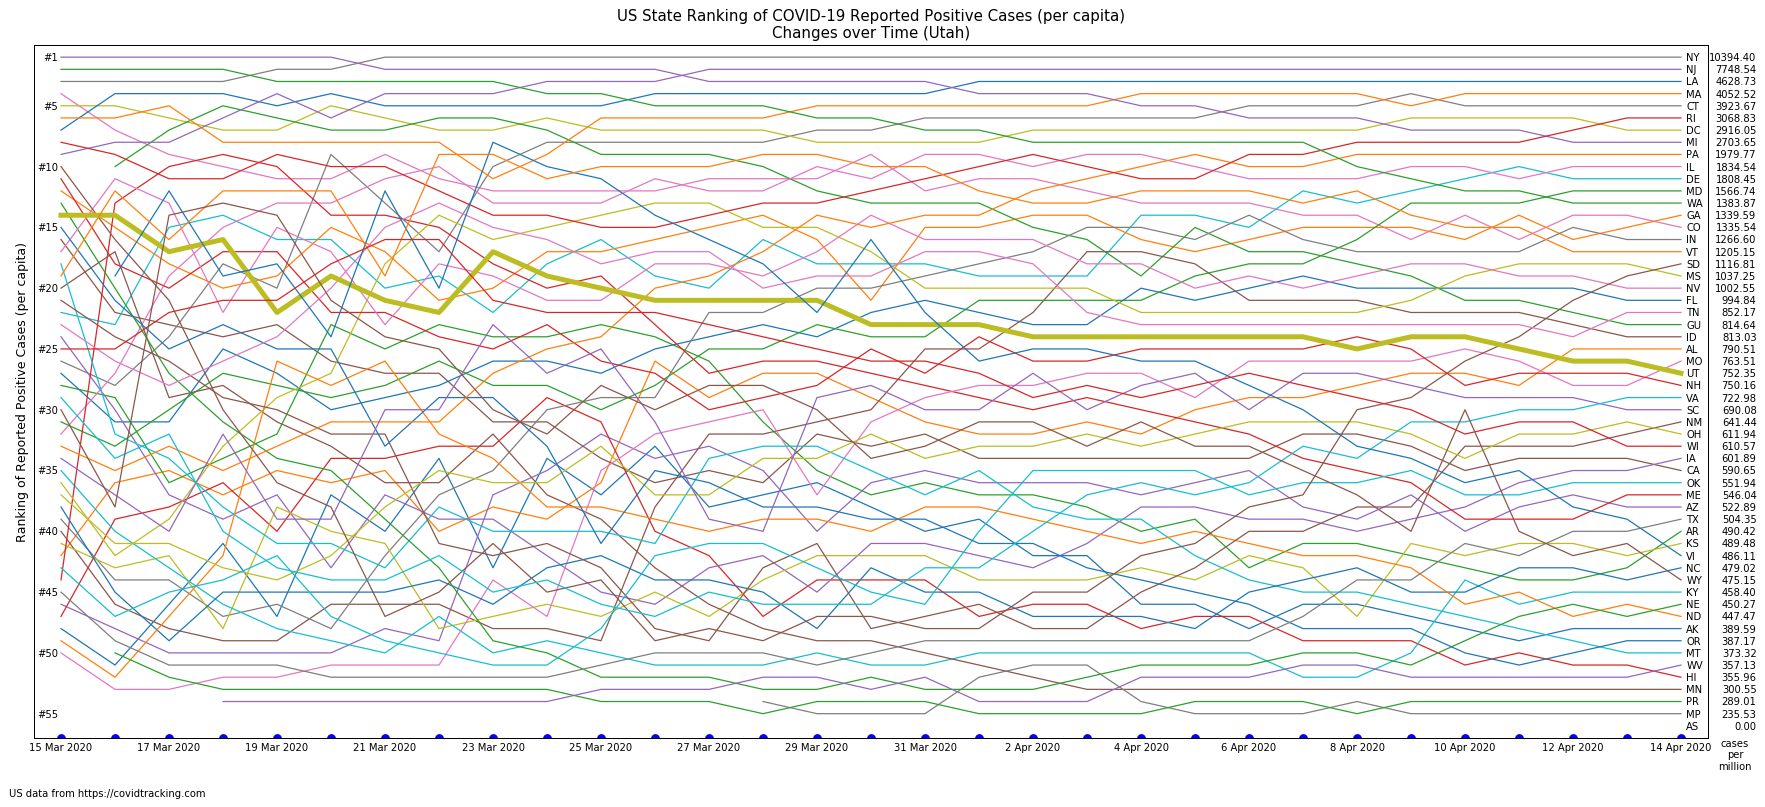 US State Ranking of COVID-19 Reported Positive Cases (per capita)
Changes over Time (Utah)
Ranking of Reported Positive Cases (per capita)
#1
#5
#10
#15
#20
#25
#30
#35
#40
#45
#50
#55
NY 10394.40
NJ 7748.54
LA 4628.73
MA 4052.52
CT 3923.67
RI 3068.83
DC 2916.05
MI 2703.65
PA 1979.77
IL 1834.54
DE 1808.45
MD 1566.74
WA 1383.87
GA 1339.59
CO 1335.54
IN 1266.60
VT 1205.15
SD 1116.81
MS 1037.25
NV 1002.55
FL 994.84
TN 852.17
GU 814.64
ID 813.03
AL 790.51
MO 763.51
UT 752.35
NH 750.16
VA 722.98
SC 690.08
NM 641.44
OH 611.94
WI 610.57
IA 601.89
CA 590.65
OK 551.94
ME 546.04
AZ 522.89
TX 504.35
AR 490.42
KS 489.48
VI 486.11
NC 479.02
WY 475.15
KY 458.40
NE 450.27
ND 447.47
AK 389.59
OR 387.17
MT 373.32
WV 357.13
HI 355.96
MN 300.55
PR 289.01
MP 235.53
AS 0.00
15 Mar 2020 17 Mar 2020 19 Mar 2020 21 Mar 2020 23 Mar 2020 25 Mar 2020 27 Mar 2020 29 Mar 2020 31 Mar 2020 2 Apr 2020 4 Apr 2020 6 Apr 2020 8 Apr 2020 10 Apr 2020 12 Apr 2020 14 Apr 2020
cases
per
million
US data from https://covidtracking.com